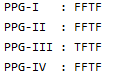 PPG-I   : FFTF
PPG-II  : FFTF
PPG-III : TFTF
PPG-IV  : FFTF